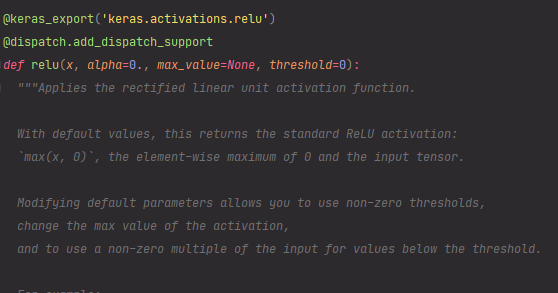 @keras_export('keras.activations.relu')
@dispatch.add_dispatch_support
def relu(x, alpha=0., max_value=None, threshold=0):
"""Applies the rectified linear unit activation function.
With default values, this returns the standard ReLU activation:
`max(x, 0)`, the element-wise maximum of 0 and the input tensor.
Modifying default parameters allows you to use non-zero thresholds,
change the max value of the activation,
and to use a non-zero multiple of the input for values below the threshold.
For example: